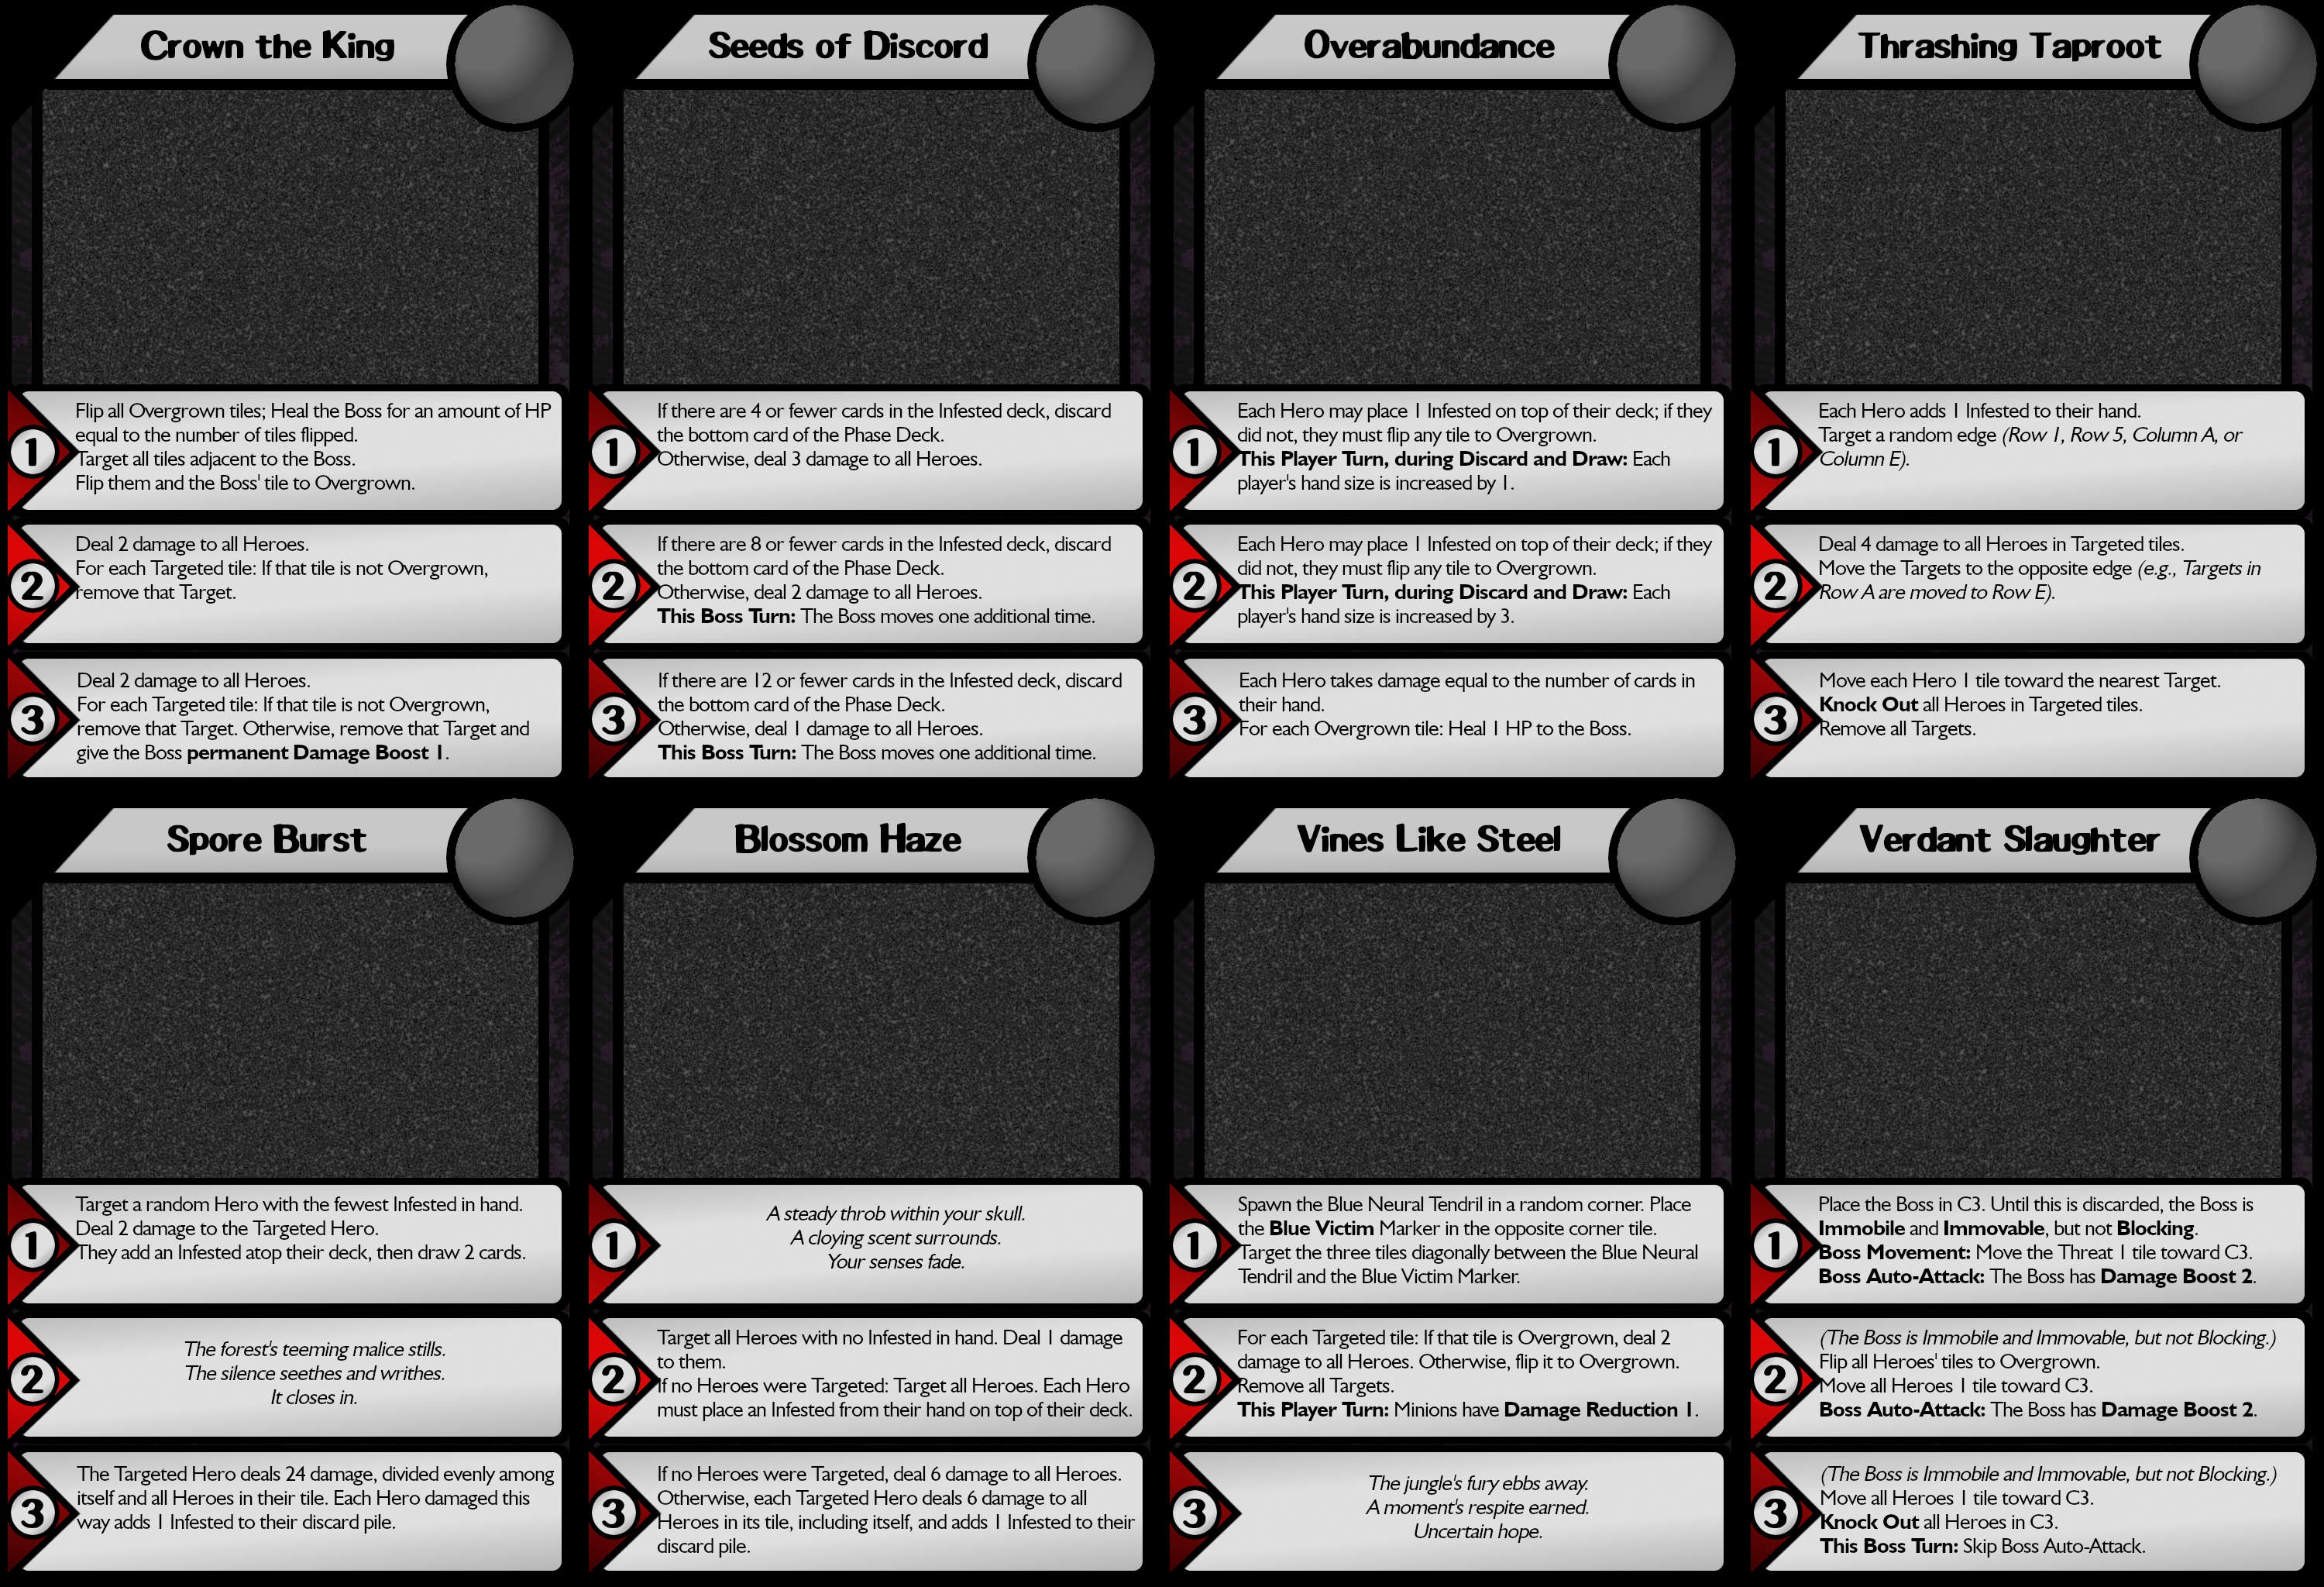 Crown the King
1
Flip all Overgrown tiles; Heal the Boss for an amount of HP
equal to the number of tiles flipped.
Target all tiles adjacent to the Boss.
Flip them and the Boss' tile to Overgrown.
2
Deal 2 damage to all Heroes.
For each Targeted tile: If that tile is not Overgrown,
remove that Target.
3
Deal 2 damage to all Heroes.
For each Targeted tile: If that tile is not Overgrown,
remove that Target. Otherwise, remove that Target and
give the Boss permanent Damage Boost 1.
Seeds of Discord
1
If there are 4 or fewer cards in the Infested deck, discard
the bottom card of the Phase Deck.
Otherwise, deal 3 damage to all Heroes.
2
If there are 8 or fewer cards in the Infested deck, discard
the bottom card of the Phase Deck.
Otherwise, deal 2 damage to all Heroes.
This Boss Turn: The Boss moves one additional time.
3
If there are 12 or fewer cards in the Infested deck, discard
the bottom card of the Phase Deck.
Otherwise, deal 1 damage to all Heroes.
This Boss Turn: The Boss moves one additional time.
Overabundance
1
Each Hero may place 1 Infested on top of their deck; if they
did not, they must flip any tile to Overgrown.
This Player Turn, during Discard and Draw: Each
player's hand size is increased by 1.
2
Each Hero may place 1 Infested on top of their deck; if they
did not, they must flip any tile to Overgrown.
This Player Turn, during Discard and Draw: Each
player's hand size is increased by 3.
3
Each Hero takes damage equal to the number of cards in
their hand.
For each Overgrown tile: Heal 1 HP to the Boss.
Thrashing Taproot
1
Each Hero adds 1 Infested to their hand.
Target a random edge (Row 1, Row 5, Column A, or
Column E).
2
Deal 4 damage to all Heroes in Targeted tiles.
Move the Targets to the opposite edge (e.g., Targets in
Row A are moved to Row E).
3
Move each Hero 1 tile toward the nearest Target.
Knock Out all Heroes in Targeted tiles.
Remove all Targets.
Spore Burst
1
Target a random Hero with the fewest Infested in hand.
Deal 2 damage to the Targeted Hero.
They add an Infested atop their deck, then draw 2 cards.
2
The forest's teeming malice stills.
The silence seethes and writhes.
It closes in.
3
The Targeted Hero deals 24 damage, divided evenly among
itself and all Heroes in their tile. Each Hero damaged this
way adds 1 Infested to their discard pile.
Blossom Haze
1
A steady throb within your skull.
A cloying scent surrounds.
Your senses fade.
2
Target all Heroes with no Infested in hand. Deal 1 damage
to them.
If no Heroes were Targeted: Target all Heroes. Each Hero
must place an Infested from their hand on top of their deck.
3
If no Heroes were Targeted, deal 6 damage to all Heroes.
Otherwise, each Targeted Hero deals 6 damage to all
Heroes in its tile, including itself, and adds 1 Infested to their
discard pile.
Vines Like Steel
1
Spawn the Blue Neural Tendril in a random corner. Place
the Blue Victim Marker in the opposite corner tile.
Target the three tiles diagonally between the Blue Neural
Tendril and the Blue Victim Marker.
2
For each Targeted tile: If that tile is Overgrown, deal 2
damage to all Heroes. Otherwise, flip it to Overgrown.
Remove all Targets.
This Player Turn: Minions have Damage Reduction 1.
3
The jungle's fury ebbs away.
A moment's respite earned.
Uncertain hope.
Verdant Slaughter
1
Place the Boss in C3. Until this is discarded, the Boss is
Immobile and Immovable, but not Blocking.
Boss Movement: Move the Threat 1 tile toward C3.
Boss Auto-Attack: The Boss has Damage Boost 2.
2
(The Boss is Immobile and Immovable, but not Blocking.)
Flip all Heroes' tiles to Overgrown.
Move all Heroes 1 tile toward C3.
Boss Auto-Attack: The Boss has Damage Boost 2.
3
(The Boss is Immobile and Immovable, but not Blocking.)
Move all Heroes 1 tile toward C3.
Knock Out all Heroes in C3.
This Boss Turn: Skip Boss Auto-Attack.